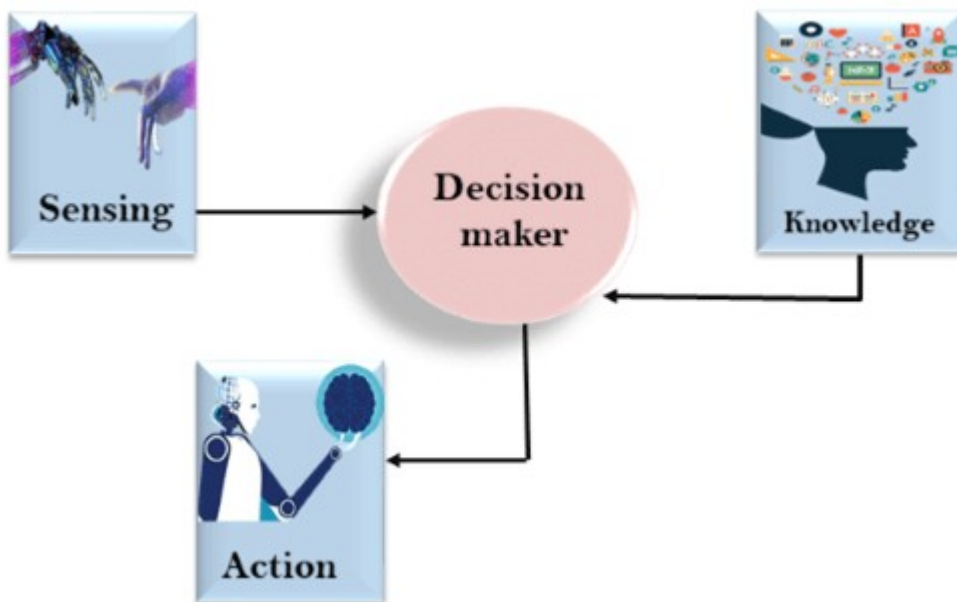 Sensing
Decision
maker
Knowledge
Action